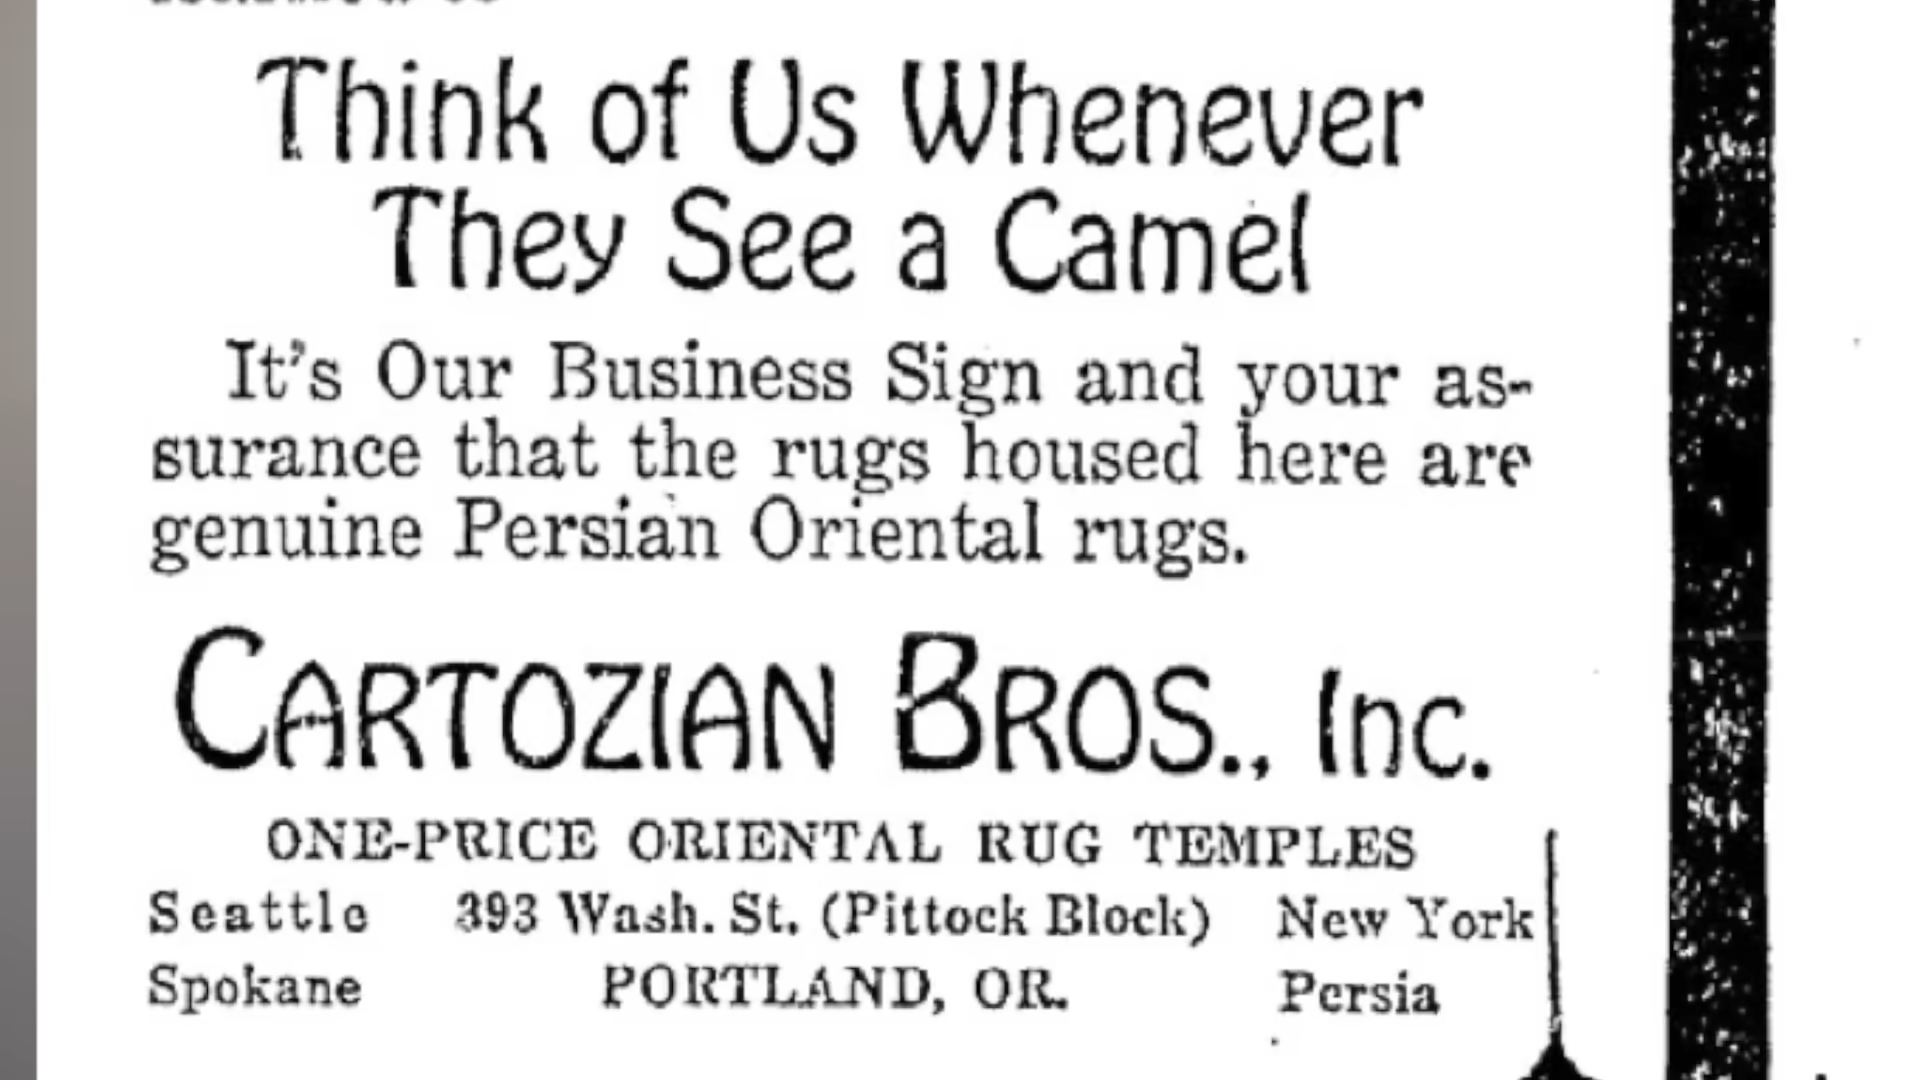 Think of Us Whenever
They See a Camel
It's Our Business Sign and your as-
surance that the rugs housed here are
genuine Persian Oriental rugs.
CARTOZIAN BROS., Inc.
ONE-PRICE ORIENTAL RUG TEMPLES
Seattle 393 Wash. St. (Pittock Block) New York
Spokane PORTLAND, OR. Persia